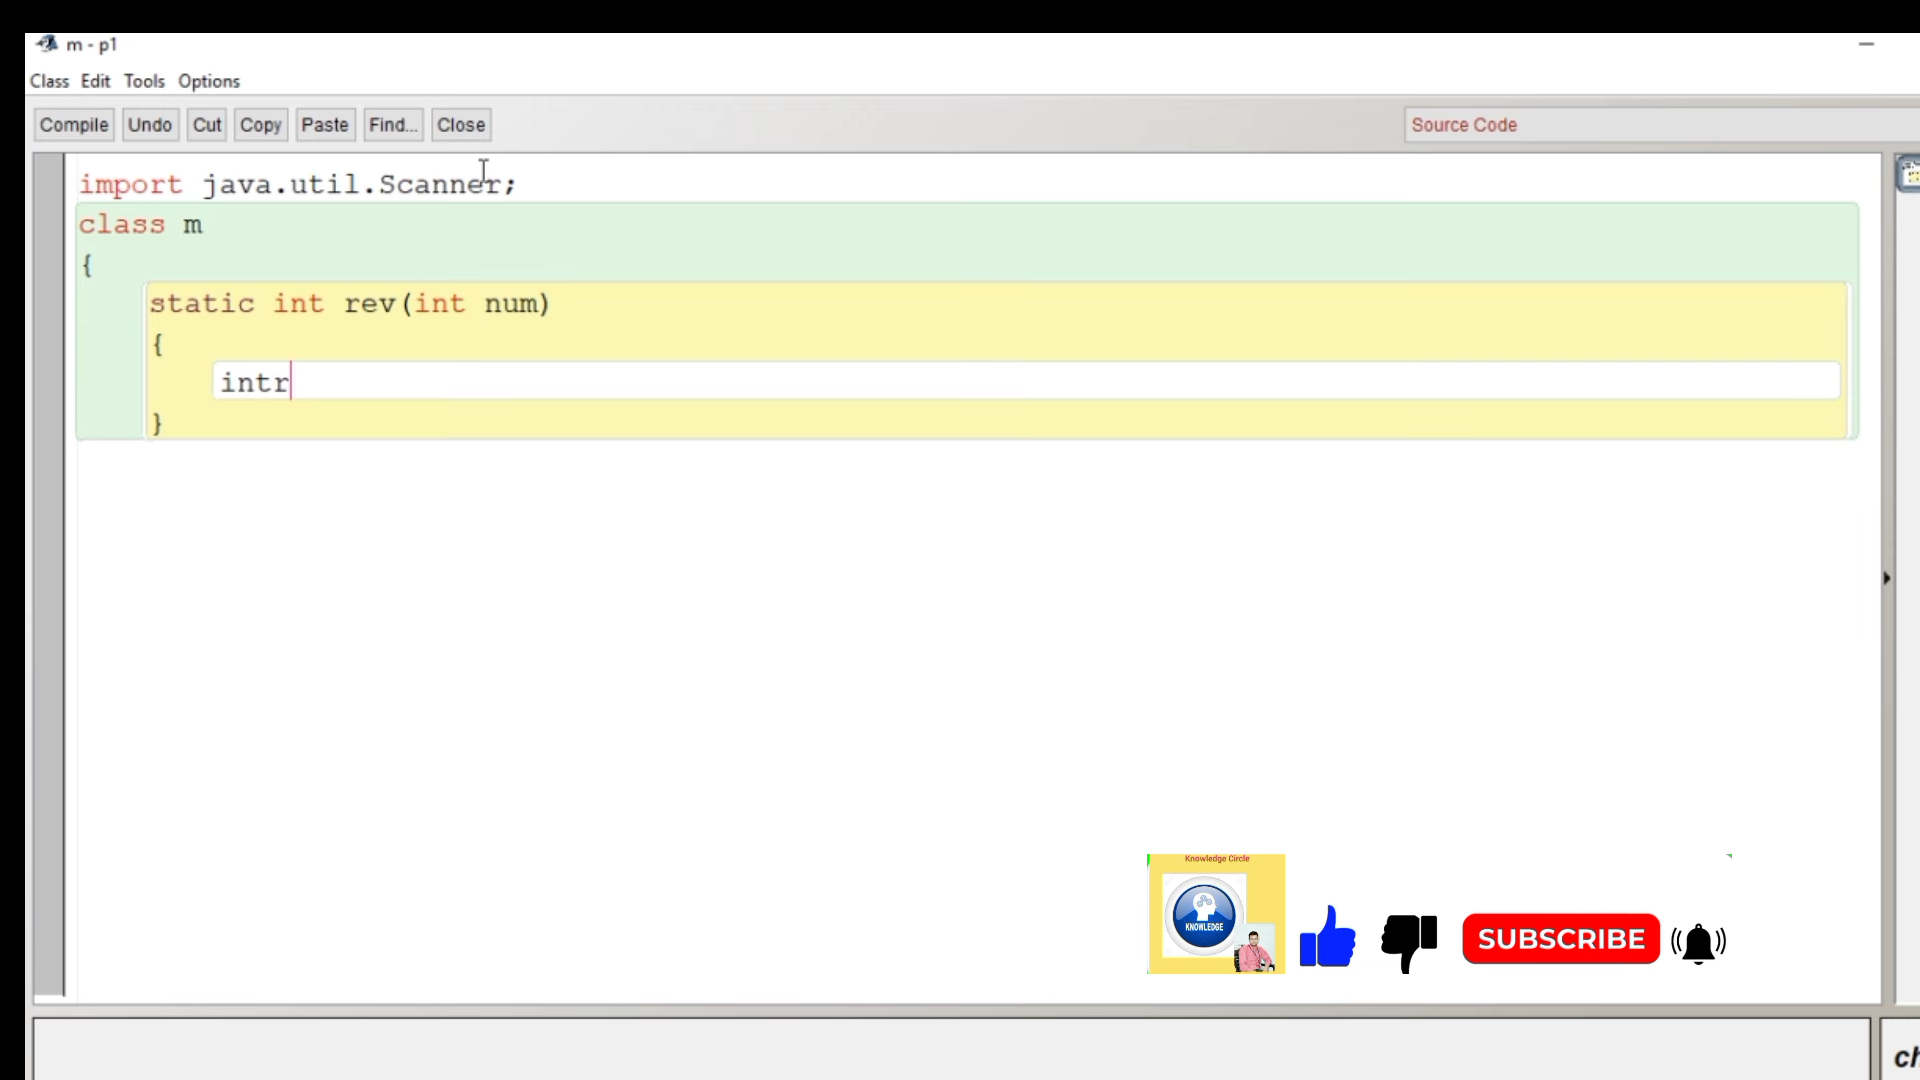 m - p1
Class Edit Tools Options
Compile Undo Cut Copy Paste Find... Close
Source Code
import java.util.Scanner;
class m
{
static int rev(int num)
{
intr
}
Knowledge Circle
KNOWLEDGE
SUBSCRIBE
ch